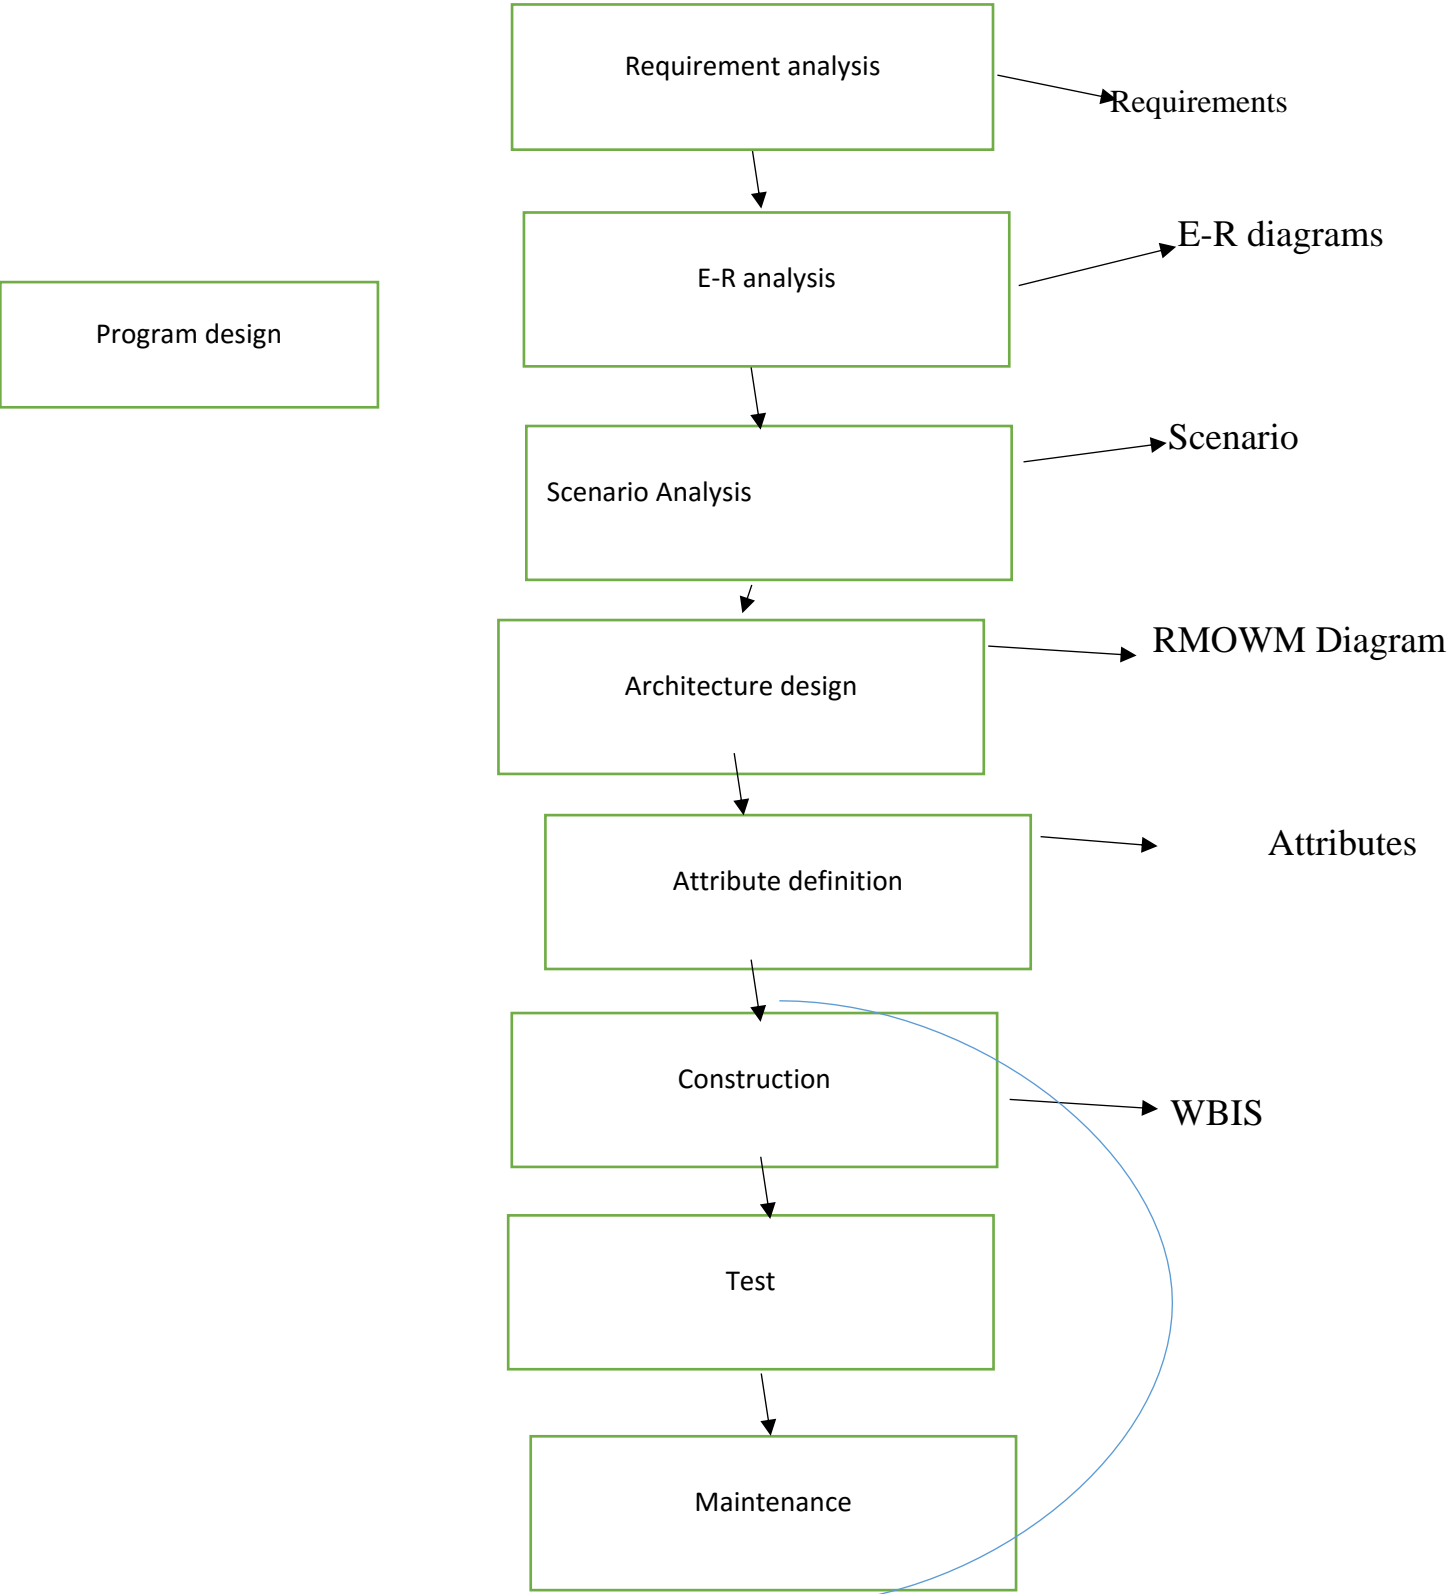 Requirement analysis
Requirements
E-R diagrams
E-R analysis
Program design
Scenario
Scenario Analysis
RMOWM Diagram
Architecture design
Attributes
Attribute definition
Construction
WBIS
Test
Maintenance